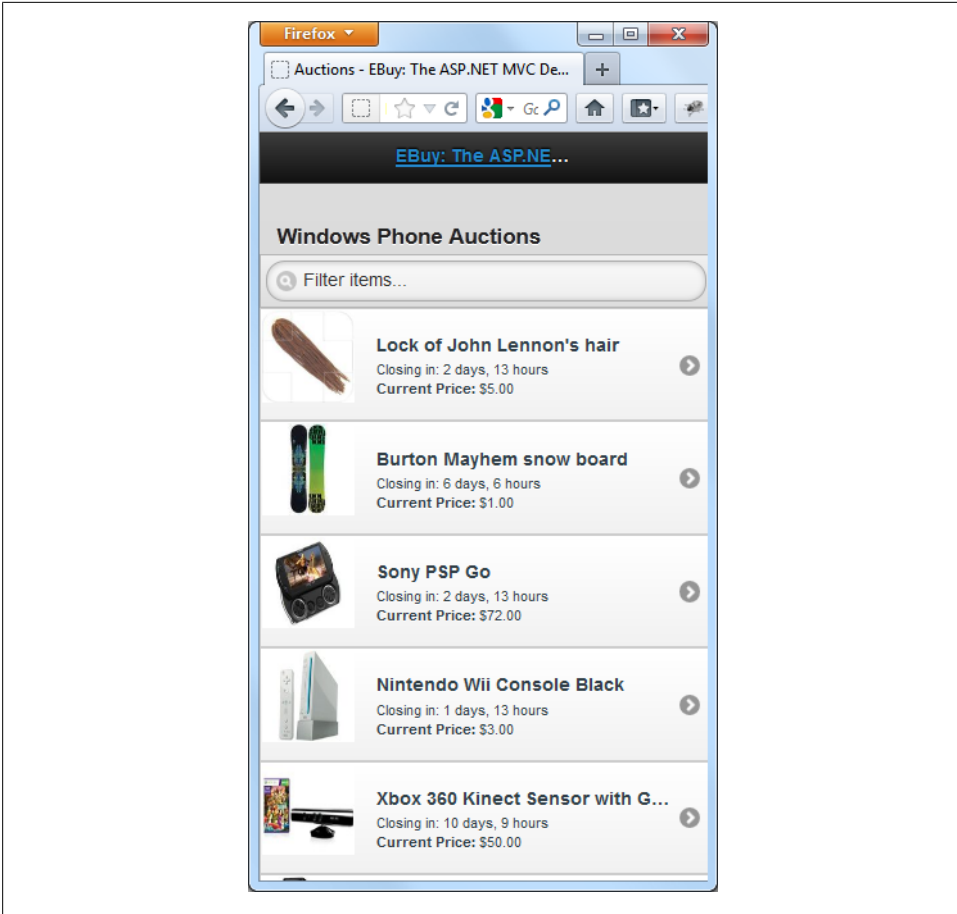 Firefox
Auctions - EBuy: The ASP.NET MVC De...
EBuy: The ASP.NE...
Windows Phone Auctions
Filter items...
Lock of John Lennon's hair
Closing in: 2 days, 13 hours
Current Price: $5.00
Burton Mayhem snow board
Closing in: 6 days, 6 hours
Current Price: $1.00
Sony PSP Go
Closing in: 2 days, 13 hours
Current Price: $72.00
Nintendo Wii Console Black
Closing in: 1 days, 13 hours
Current Price: $3.00
Xbox 360 Kinect Sensor with G...
Closing in: 10 days, 9 hours
Current Price: $50.00